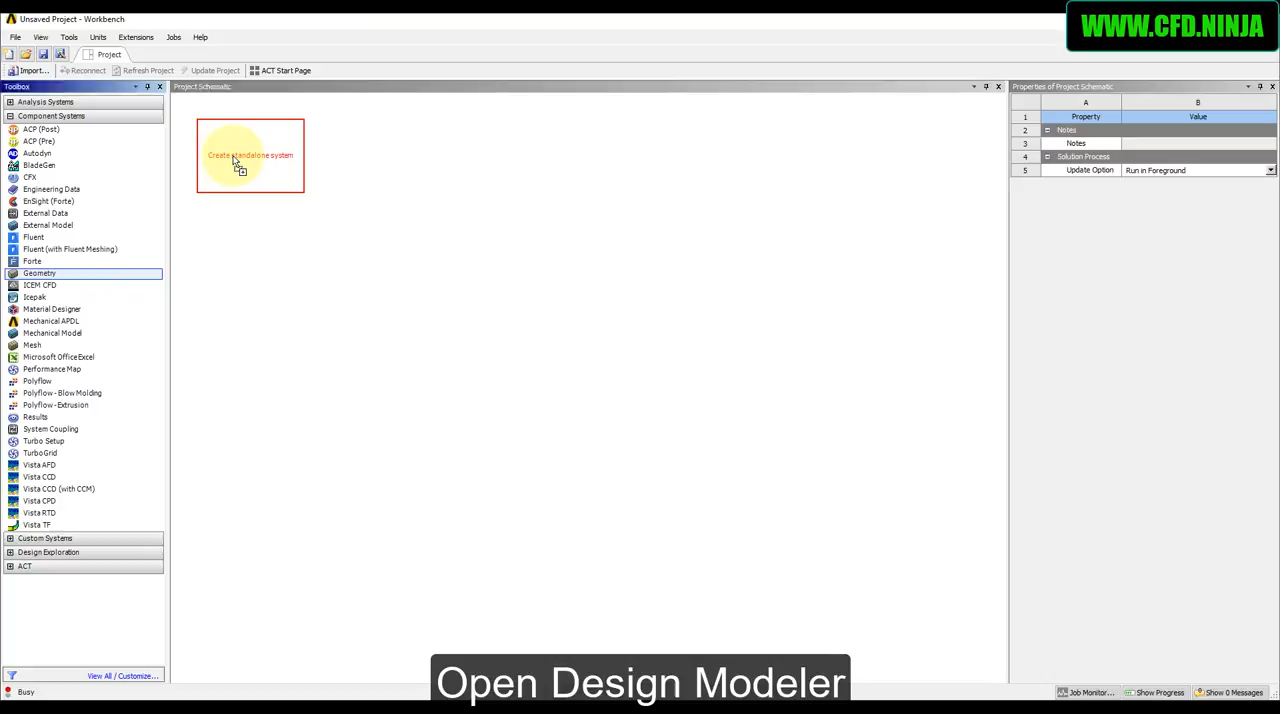 Unsaved Project - Workbench
WWW.CFD.NINJA
File View Tools Units Extensions Jobs Help
Project
Import... Reconnect Refresh Project Update Project ACT Start Page
Toolbox
Project Schematic
Properties of Project Schematic
Analysis Systems
Component Systems
ACP (Post)
ACP (Pre)
Autodyn
BladeGen
CFX
Engineering Data
EnSight (Forte)
External Data
External Model
Fluent
Fluent (with Fluent Meshing)
Forte
Geometry
ICEM CFD
Icepak
Material Designer
Mechanical APDL
Mechanical Model
Mesh
Microsoft Office Excel
Performance Map
Polyflow
Polyflow - Blow Molding
Polyflow - Extrusion
Results
System Coupling
Turbo Setup
TurboGrid
Vista AFD
Vista CCD
Vista CCD (with CCM)
Vista CPD
Vista RTD
Vista TF
Custom Systems
Design Exploration
ACT
View All / Customize...
Busy
Create standalone system
A B
1 Property Value
2 Notes
3 Notes
4 Solution Process
5 Update Option Run in Foreground
Open Design Modeler
Job Monitor... Show Progress Show 0 Messages